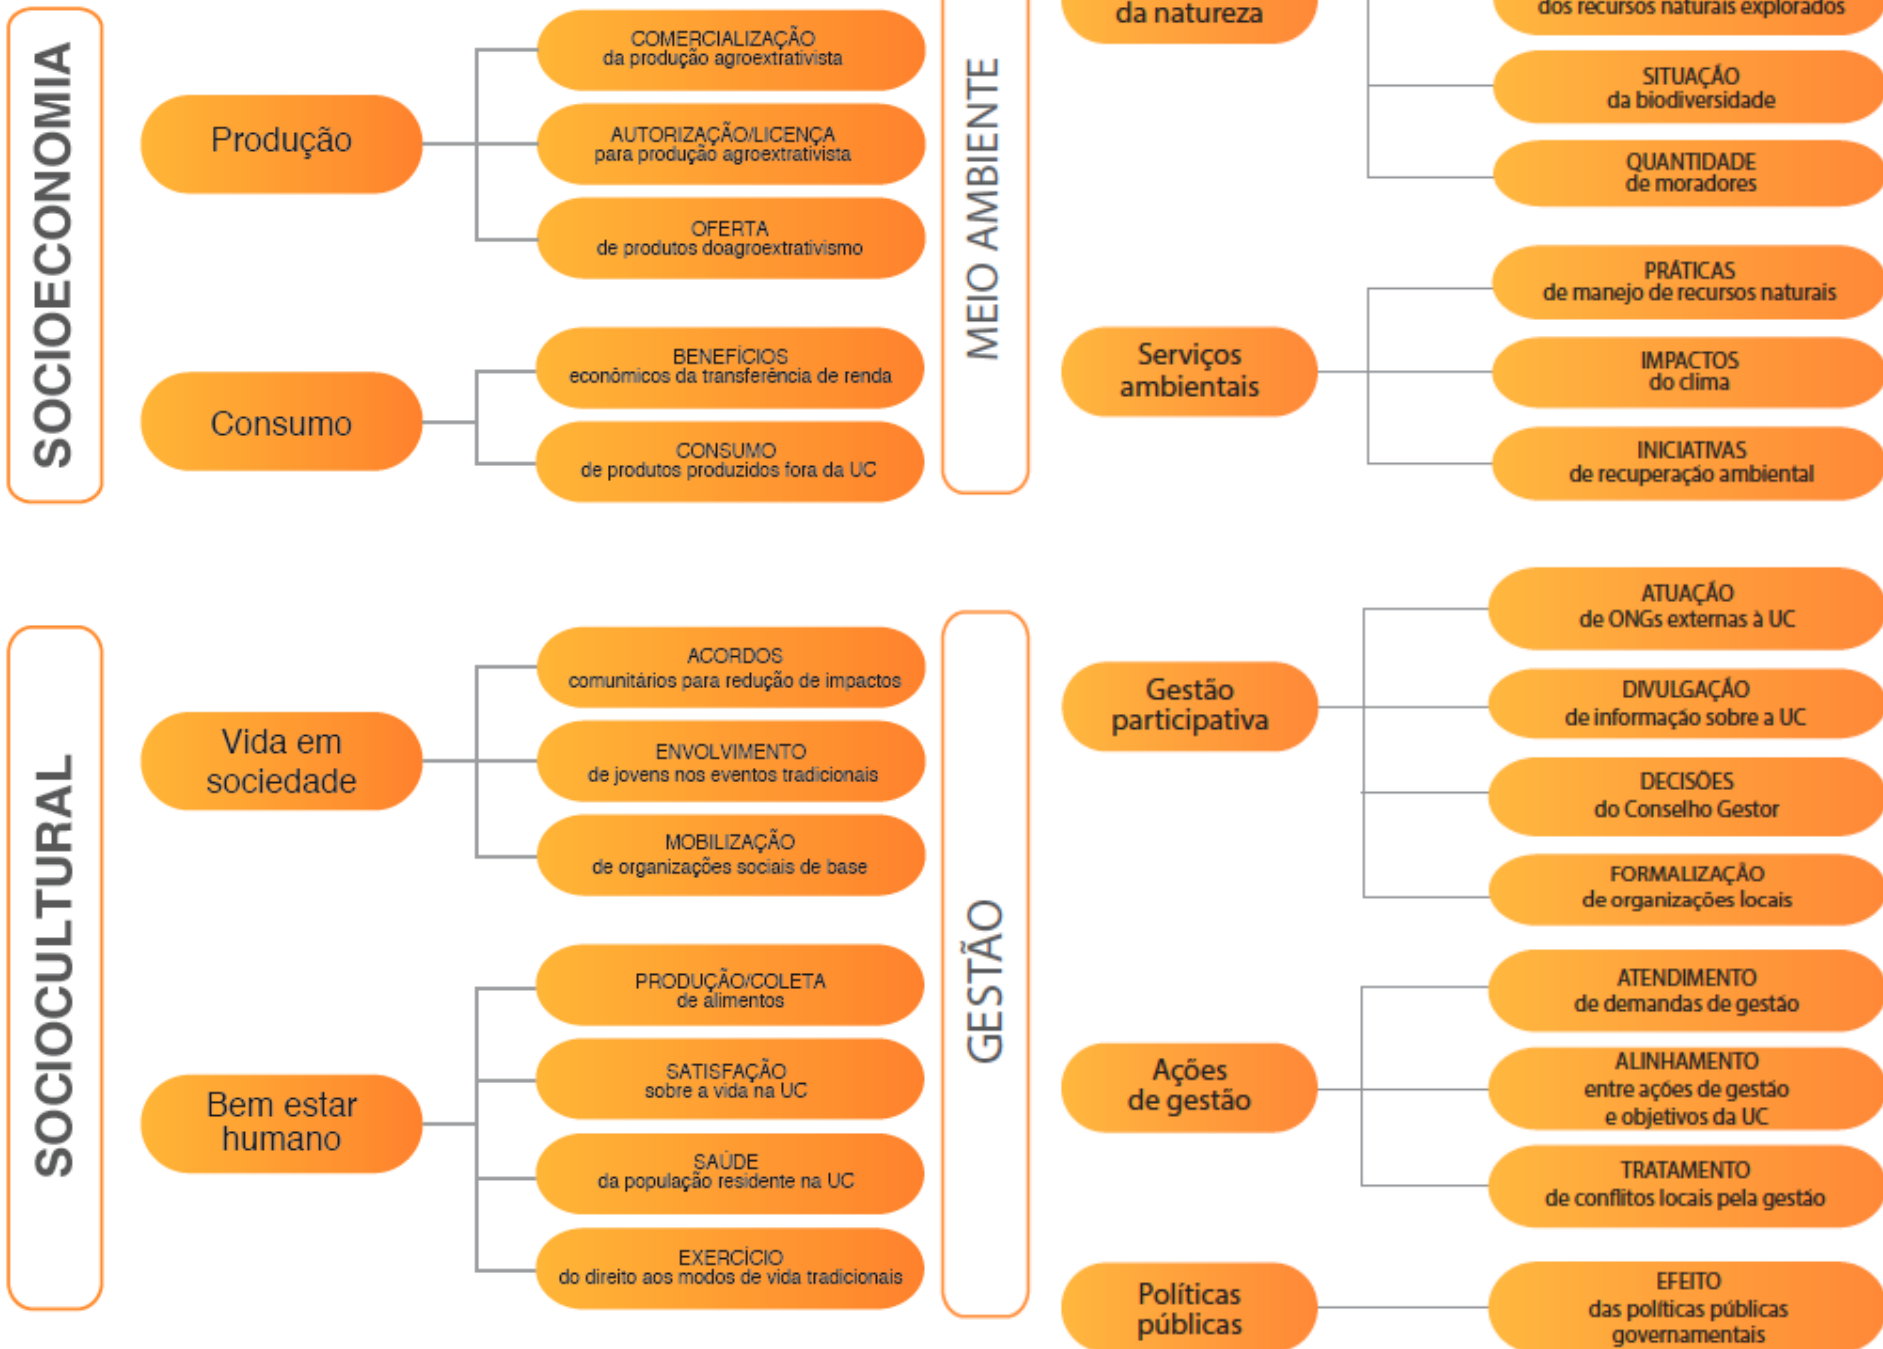 SOCIOECONOMIA
Produção
COMERCIALIZAÇÃO
da produção agroextrativista
AUTORIZAÇÃO/LICENÇA
para produção agroextrativista
OFERTA
de produtos doagroextrativismo
Consumo
BENEFÍCIOS
econômicos da transferência de renda
CONSUMO
de produtos produzidos fora da UC
SOCIOCULTURAL
Vida em
sociedade
ACORDOS
comunitários para redução de impactos
ENVOLVIMENTO
de jovens nos eventos tradicionais
MOBILIZAÇÃO
de organizações sociais de base
Bem estar
humano
PRODUÇÃO/COLETA
de alimentos
SATISFAÇÃO
sobre a vida na UC
SAÚDE
da população residente na UC
EXERCÍCIO
do direito aos modos de vida tradicionais
MEIO AMBIENTE
da natureza
dos recursos naturais explorados
SITUAÇÃO
da biodiversidade
QUANTIDADE
de moradores
Serviços
ambientais
PRÁTICAS
de manejo de recursos naturais
IMPACTOS
do clima
INICIATIVAS
de recuperação ambiental
GESTÃO
Gestão
participativa
ATUAÇÃO
de ONGs externas à UC
DIVULGAÇÃO
de informação sobre a UC
DECISÕES
do Conselho Gestor
FORMALIZAÇÃO
de organizações locais
Ações
de gestão
ATENDIMENTO
de demandas de gestão
ALINHAMENTO
entre ações de gestão
e objetivos da UC
TRATAMENTO
de conflitos locais pela gestão
Políticas
públicas
EFEITO
das políticas públicas
governamentais